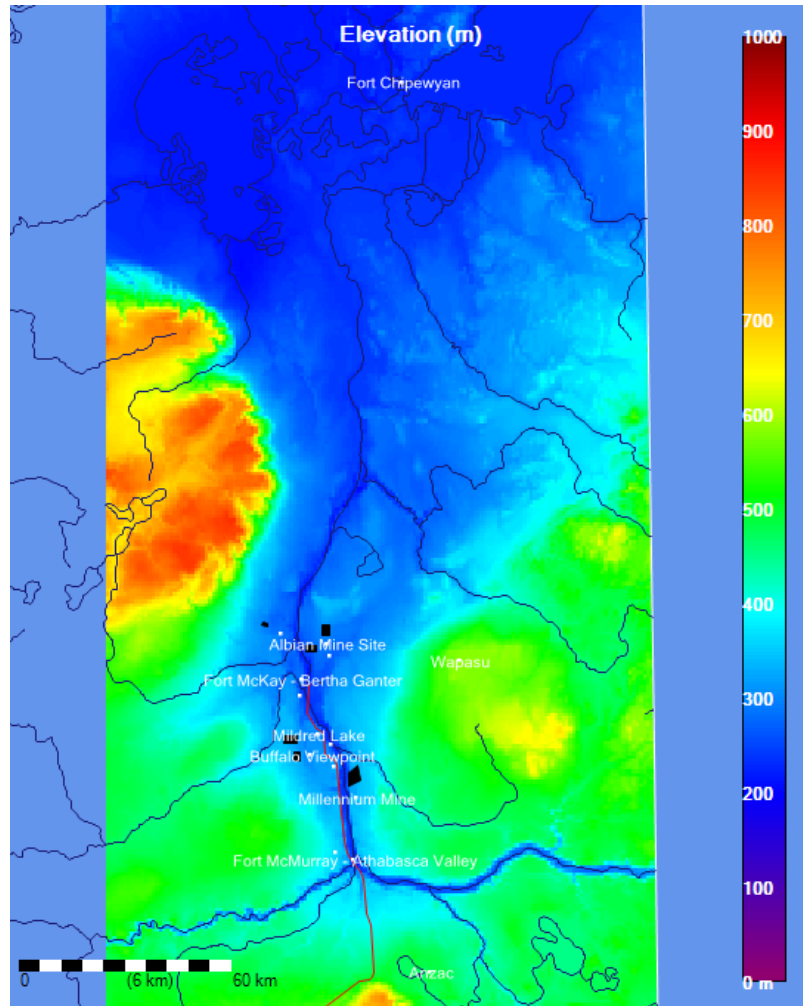 Elevation (m)
1000
Fort Chipewyan
900
800
700
600
500
400
Albian Mine Site
Wapasu
Fort McKay - Bertha Ganter
300
Mildred Lake
Buffalo Viewpoint
200
Millennium Mine
Fort McMurray - Athabasca Valley
100
Anzac
0 (6 km) 60 km
0 m